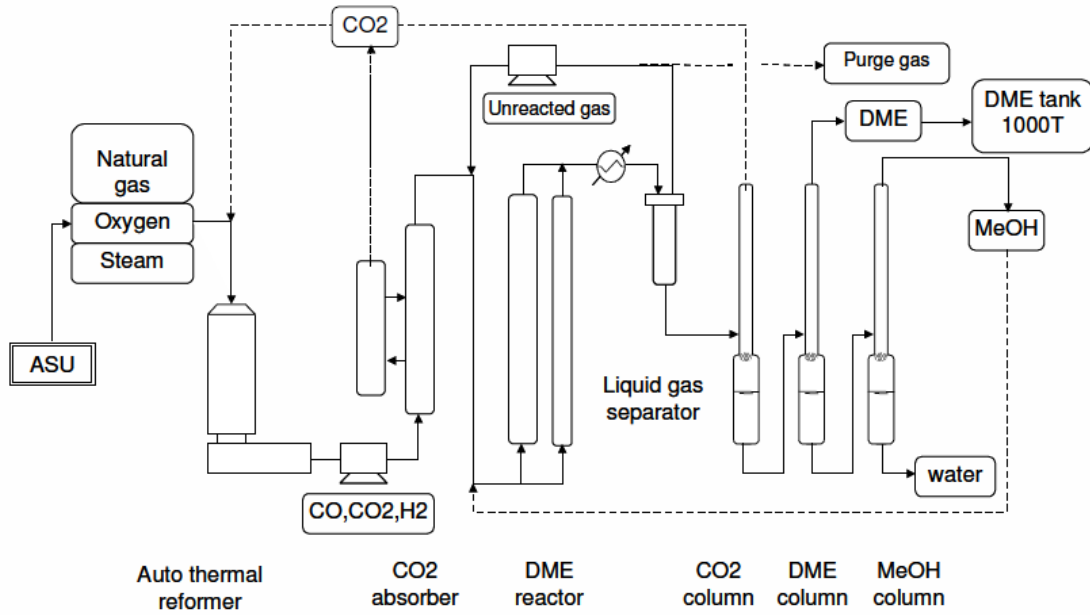 CO2
Purge gas
Unreacted gas
DME
DME tank
1000T
Natural
gas
Oxygen
Steam
MeOH
ASU
Liquid gas
separator
water
CO,CO2,H2
Auto thermal
reformer
CO2
absorber
DME
reactor
CO2
column
DME
column
MeOH
column